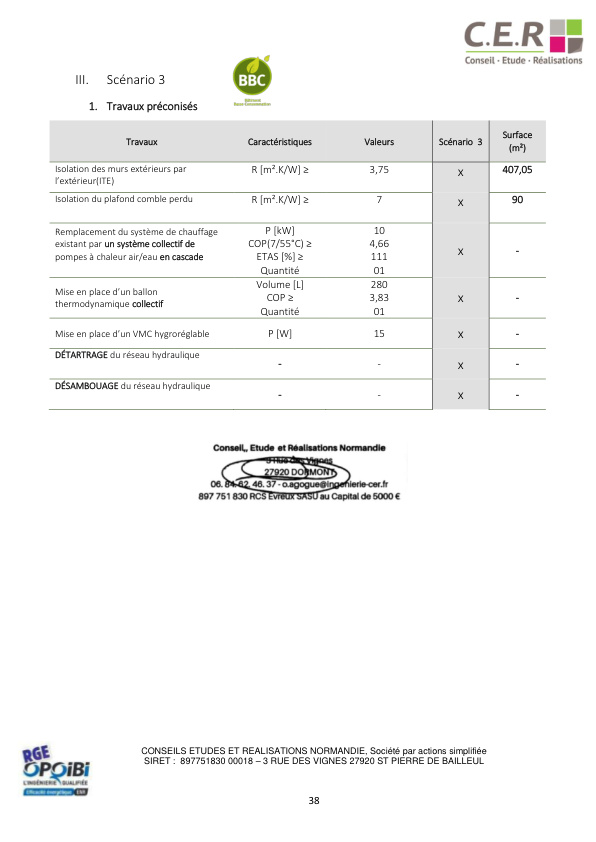 C.E.R
Conseil - Etude - Réalisations
III. Scénario 3
BBC
1. Travaux préconisés
Travaux Caractéristiques Valeurs Scénario 3 Surface (m²)
Isolation des murs extérieurs par R [m².K/W] ≥ 3,75 X 407,05
l'extérieur(ITE)
Isolation du plafond comble perdu R [m².K/W] ≥ 7 X 90
Remplacement du système de chauffage P [kW] 10
existant par un système collectif de COP(7/55°C) ≥ 4,66
pompes à chaleur air/eau en cascade ETAS [%] ≥ 111 X -
Quantité 01
Mise en place d'un ballon Volume [L] 280
thermodynamique collectif COP ≥ 3,83 X -
Quantité 01
Mise en place d'un VMC hygroréglable P [W] 15 X -
DÉTARTRAGE du réseau hydraulique - - X -
DÉSAMBOUAGE du réseau hydraulique - - X -
Conseil,, Etude et Réalisations Normandie
3 Rue des Vignes
27920 DORMONT
06. 84. 62. 46. 37 - o.agogue@ingenierie-cer.fr
897 751 830 RCS Evreux SASU au Capital de 5000 €
RGE
OPQIBI
L'INGÉNIERIE QUALIFIÉE
Efficacité énergétique
CONSEILS ETUDES ET REALISATIONS NORMANDIE, Société par actions simplifiée
SIRET : 897751830 00018 – 3 RUE DES VIGNES 27920 ST PIERRE DE BAILLEUL
38